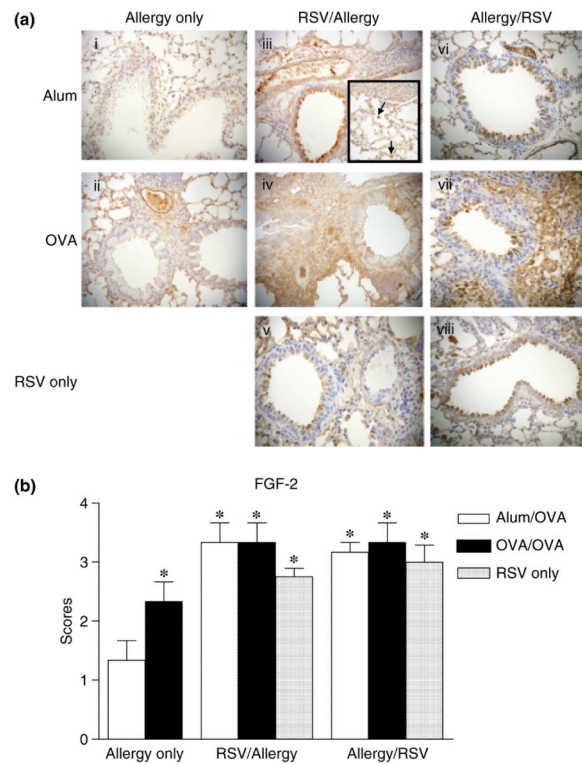 (a)
Allergy only RSV/Allergy Allergy/RSV
Alum
i iii vi
OVA
ii iv vii
RSV only
v viii
(b)
FGF-2
Alum/OVA
OVA/OVA
RSV only
Scores
4
3
2
1
0
* * * * * * *
Allergy only RSV/Allergy Allergy/RSV